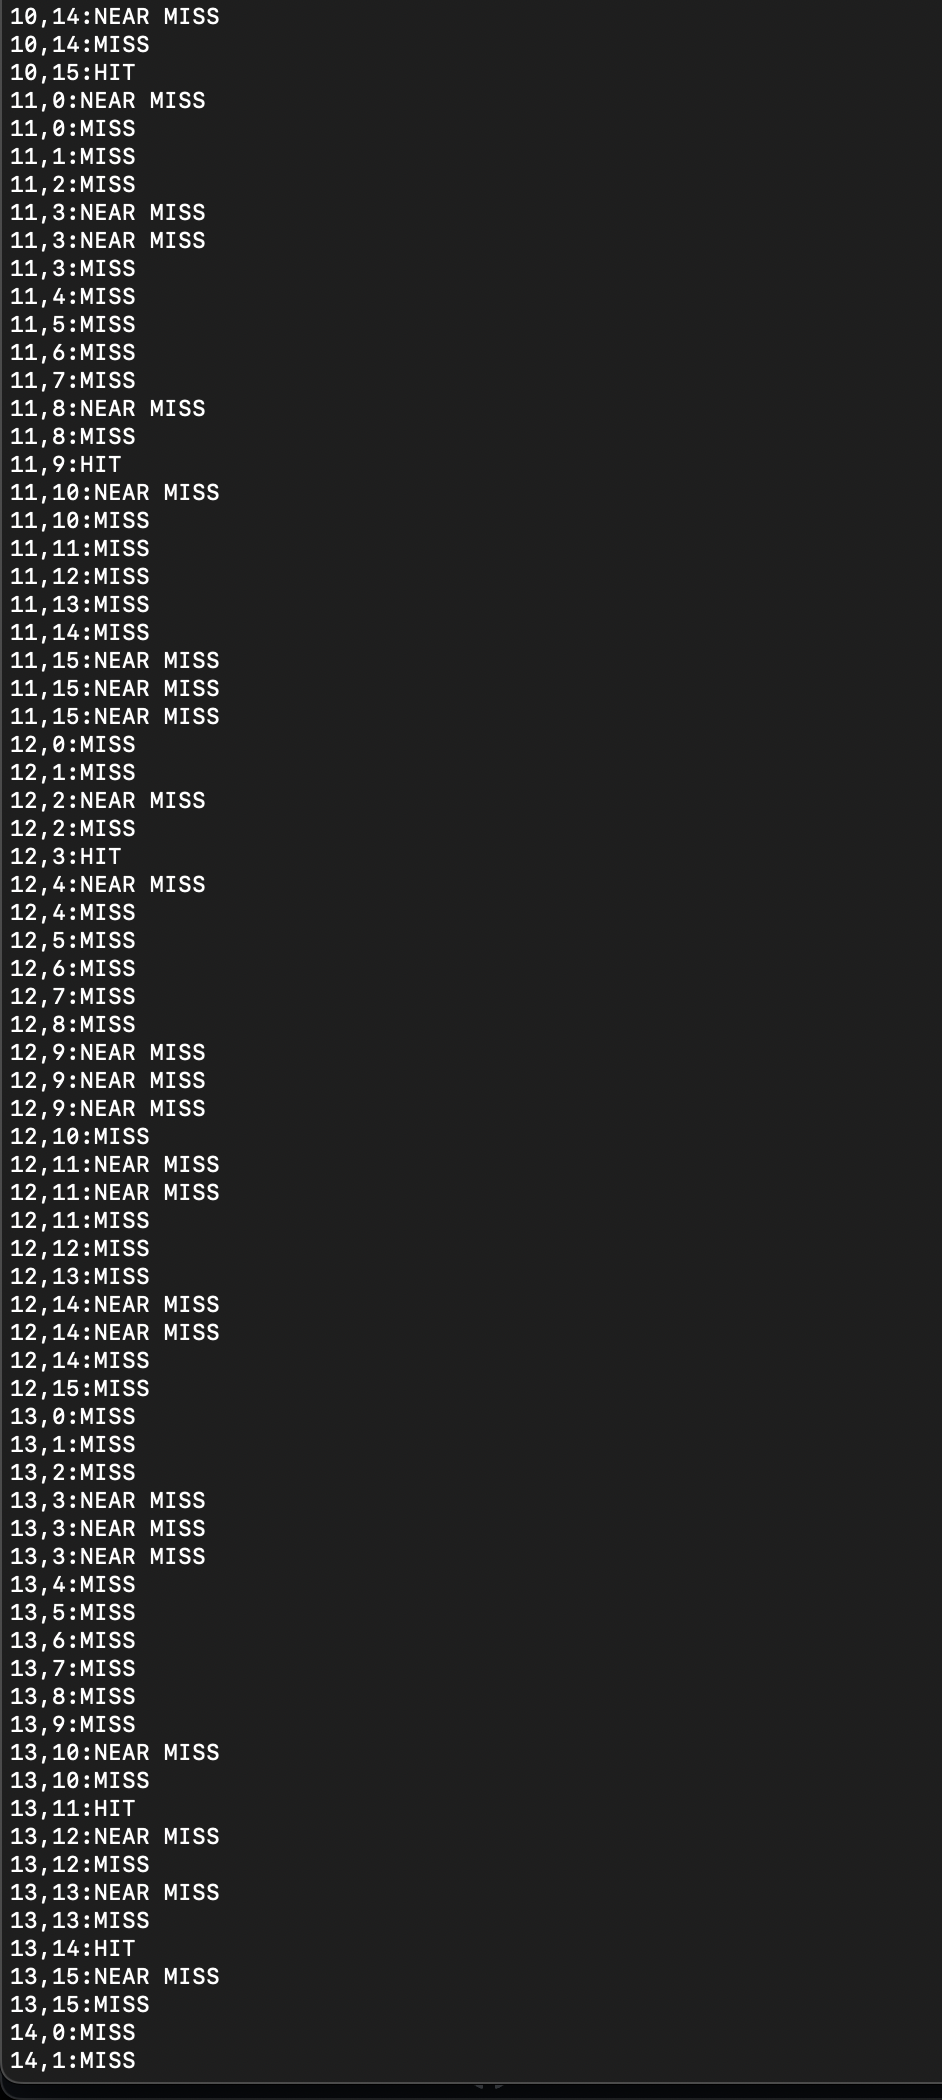 10,14:NEAR MISS
10,14:MISS
10,15:HIT
11,0:NEAR MISS
11,0:MISS
11,1:MISS
11,2:MISS
11,3:NEAR MISS
11,3:NEAR MISS
11,3:MISS
11,4:MISS
11,5:MISS
11,6:MISS
11,7:MISS
11,8:NEAR MISS
11,8:MISS
11,9:HIT
11,10:NEAR MISS
11,10:MISS
11,11:MISS
11,12:MISS
11,13:MISS
11,14:MISS
11,15:NEAR MISS
11,15:NEAR MISS
11,15:NEAR MISS
12,0:MISS
12,1:MISS
12,2:NEAR MISS
12,2:MISS
12,3:HIT
12,4:NEAR MISS
12,4:MISS
12,5:MISS
12,6:MISS
12,7:MISS
12,8:MISS
12,9:NEAR MISS
12,9:NEAR MISS
12,9:NEAR MISS
12,10:MISS
12,11:NEAR MISS
12,11:NEAR MISS
12,11:MISS
12,12:MISS
12,13:MISS
12,14:NEAR MISS
12,14:NEAR MISS
12,14:MISS
12,15:MISS
13,0:MISS
13,1:MISS
13,2:MISS
13,3:NEAR MISS
13,3:NEAR MISS
13,3:NEAR MISS
13,4:MISS
13,5:MISS
13,6:MISS
13,7:MISS
13,8:MISS
13,9:MISS
13,10:NEAR MISS
13,10:MISS
13,11:HIT
13,12:NEAR MISS
13,12:MISS
13,13:NEAR MISS
13,13:MISS
13,14:HIT
13,15:NEAR MISS
13,15:MISS
14,0:MISS
14,1:MISS